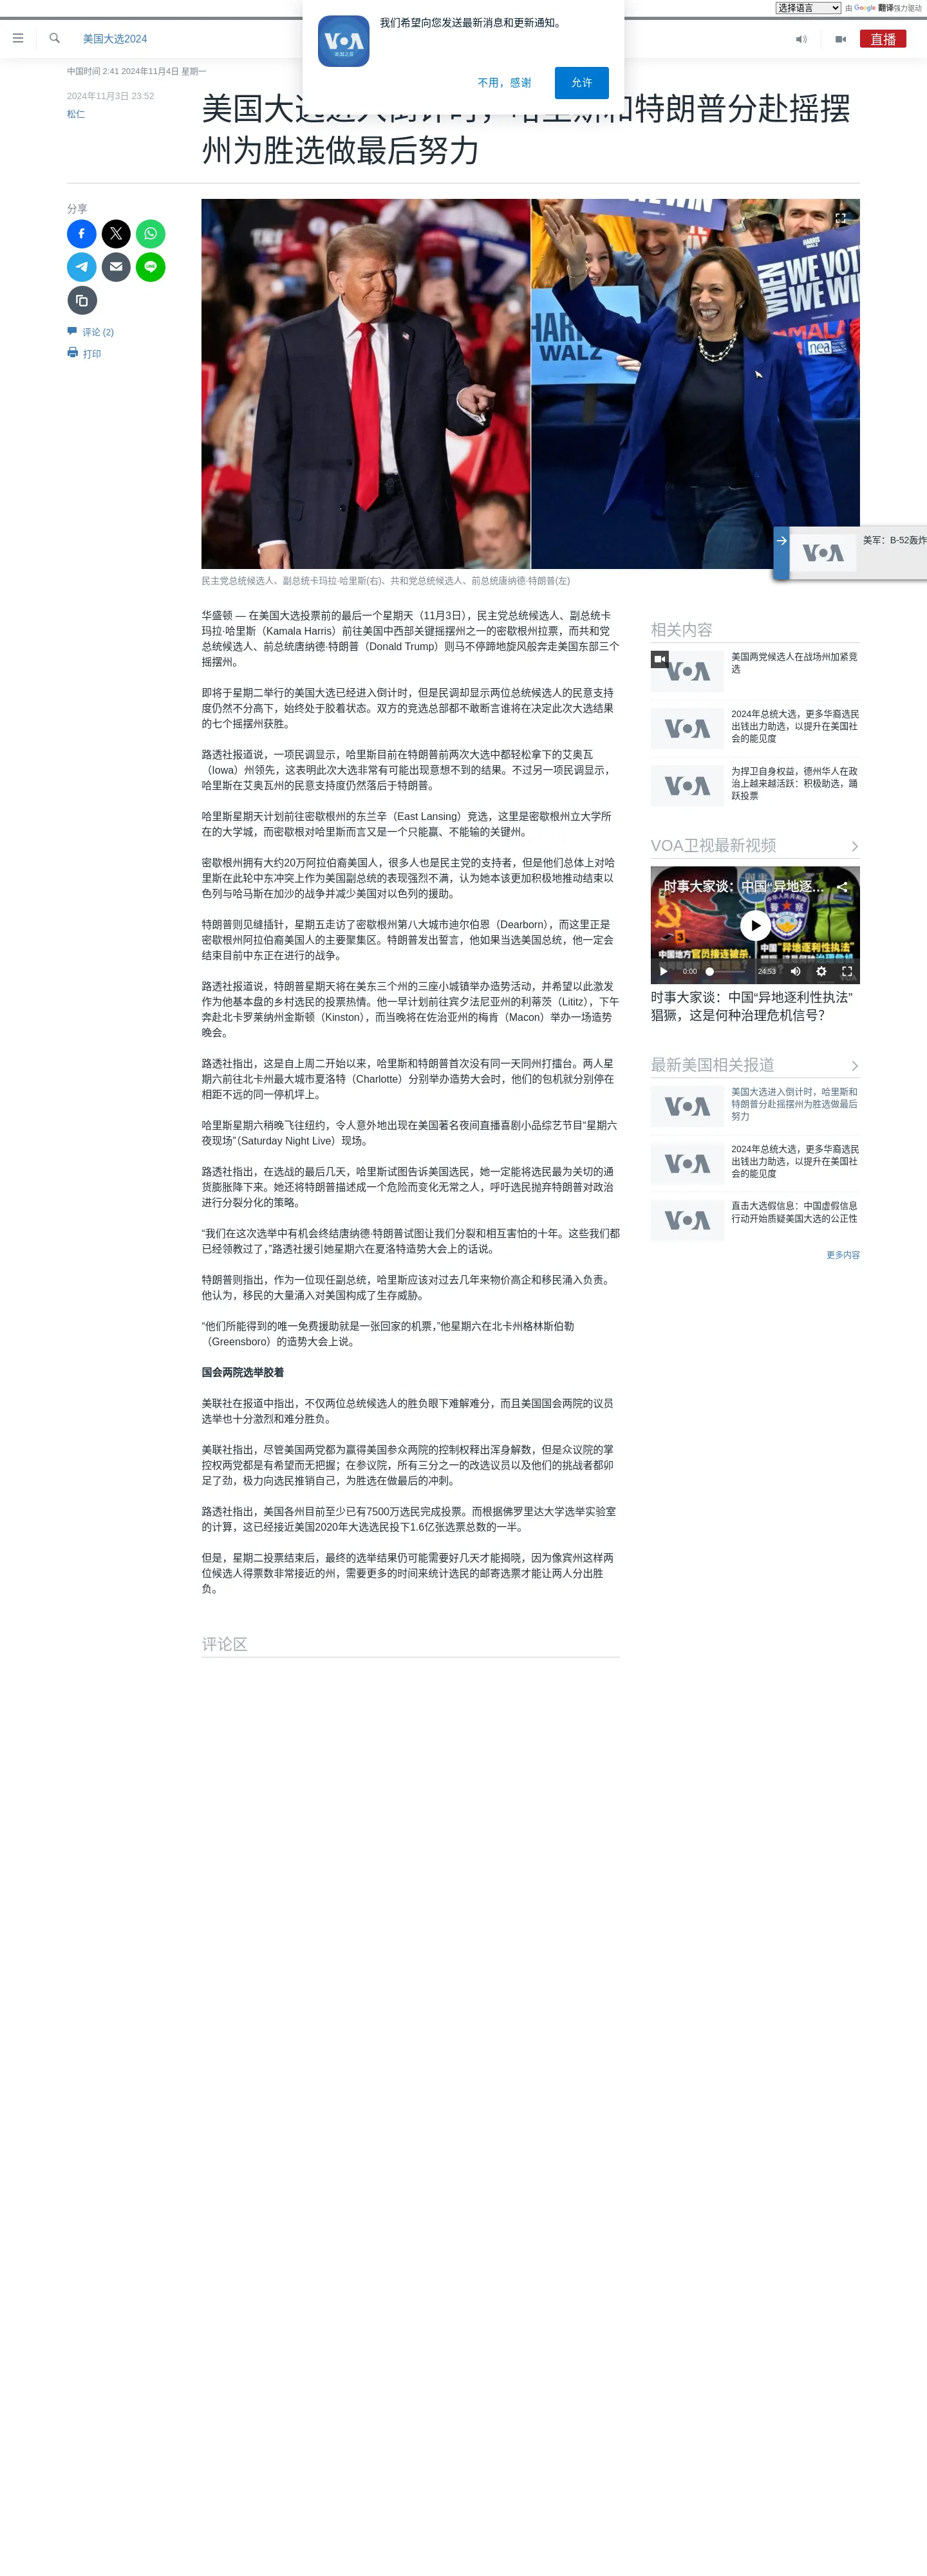 选择语言
由 Google 翻译强力驱动
我们希望向您发送最新消息和更新通知。
VOA
美国之音
不用，感谢
允许
美国大选2024
直播
中国时间 2:41 2024年11月4日 星期一
2024年11月3日 23:52
松仁
美国大选进入倒计时，哈里斯和特朗普分赴摇摆
州为胜选做最后努力
分享
评论 (2)
打印
HARRIS
WALZ
VOTE
WE WIN
nea
民主党总统候选人、副总统卡玛拉·哈里斯(右)、共和党总统候选人、前总统唐纳德·特朗普(左)
VOA
美军：B-52轰炸
华盛顿 — 在美国大选投票前的最后一个星期天（11月3日），民主党总统候选人、副总统卡
玛拉·哈里斯（Kamala Harris）前往美国中西部关键摇摆州之一的密歇根州拉票，而共和党
总统候选人、前总统唐纳德·特朗普（Donald Trump）则马不停蹄地旋风般奔走美国东部三个
摇摆州。
即将于星期二举行的美国大选已经进入倒计时，但是民调却显示两位总统候选人的民意支持
度仍然不分高下，始终处于胶着状态。双方的竞选总部都不敢断言谁将在决定此次大选结果
的七个摇摆州获胜。
路透社报道说，一项民调显示，哈里斯目前在特朗普前两次大选中都轻松拿下的艾奥瓦
（Iowa）州领先，这表明此次大选非常有可能出现意想不到的结果。不过另一项民调显示，
哈里斯在艾奥瓦州的民意支持度仍然落后于特朗普。
哈里斯星期天计划前往密歇根州的东兰辛（East Lansing）竞选，这里是密歇根州立大学所
在的大学城，而密歇根对哈里斯而言又是一个只能赢、不能输的关键州。
密歇根州拥有大约20万阿拉伯裔美国人，很多人也是民主党的支持者，但是他们总体上对哈
里斯在此轮中东冲突上作为美国副总统的表现强烈不满，认为她本该更加积极地推动结束以
色列与哈马斯在加沙的战争并减少美国对以色列的援助。
特朗普则见缝插针，星期五走访了密歇根州第八大城市迪尔伯恩（Dearborn），而这里正是
密歇根州阿拉伯裔美国人的主要聚集区。特朗普发出誓言，他如果当选美国总统，他一定会
结束目前中东正在进行的战争。
路透社报道说，特朗普星期天将在美东三个州的三座小城镇举办造势活动，并希望以此激发
作为他基本盘的乡村选民的投票热情。他一早计划前往宾夕法尼亚州的利蒂茨（Lititz），下午
奔赴北卡罗莱纳州金斯顿（Kinston），而当晚将在佐治亚州的梅肯（Macon）举办一场造势
晚会。
路透社指出，这是自上周二开始以来，哈里斯和特朗普首次没有同一天同州打擂台。两人星
期六前往北卡州最大城市夏洛特（Charlotte）分别举办造势大会时，他们的包机就分别停在
相距不远的同一停机坪上。
哈里斯星期六稍晚飞往纽约，令人意外地出现在美国著名夜间直播喜剧小品综艺节目“星期六
夜现场”（Saturday Night Live）现场。
路透社指出，在选战的最后几天，哈里斯试图告诉美国选民，她一定能将选民最为关切的通
货膨胀降下来。她还将特朗普描述成一个危险而变化无常之人，呼吁选民抛弃特朗普对政治
进行分裂分化的策略。
“我们在这次选举中有机会终结唐纳德·特朗普试图让我们分裂和相互害怕的十年。这些我们都
已经领教过了，”路透社援引她星期六在夏洛特造势大会上的话说。
特朗普则指出，作为一位现任副总统，哈里斯应该对过去几年来物价高企和移民涌入负责。
他认为，移民的大量涌入对美国构成了生存威胁。
“他们所能得到的唯一免费援助就是一张回家的机票，”他星期六在北卡州格林斯伯勒
（Greensboro）的造势大会上说。
国会两院选举胶着
美联社在报道中指出，不仅两位总统候选人的胜负眼下难解难分，而且美国国会两院的议员
选举也十分激烈和难分胜负。
美联社指出，尽管美国两党都为赢得美国参众两院的控制权释出浑身解数，但是众议院的掌
控权两党都是有希望而无把握；在参议院，所有三分之一的改选议员以及他们的挑战者都卯
足了劲，极力向选民推销自己，为胜选在做最后的冲刺。
路透社指出，美国各州目前至少已有7500万选民完成投票。而根据佛罗里达大学选举实验室
的计算，这已经接近美国2020年大选选民投下1.6亿张选票总数的一半。
但是，星期二投票结束后，最终的选举结果仍可能需要好几天才能揭晓，因为像宾州这样两
位候选人得票数非常接近的州，需要更多的时间来统计选民的邮寄选票才能让两人分出胜
负。
评论区
相关内容
VOA
美国两党候选人在战场州加紧竞
选
VOA
2024年总统大选，更多华裔选民
出钱出力助选，以提升在美国社
会的能见度
VOA
为捍卫自身权益，德州华人在政
治上越来越活跃：积极助选，踊
跃投票
VOA卫视最新视频
时事大家谈：中国“异地逐...
中国地方官员接连被杀,
中国“异地逐利性执法”
0:00
24:53
时事大家谈：中国“异地逐利性执法”
猖獗，这是何种治理危机信号？
最新美国相关报道
VOA
美国大选进入倒计时，哈里斯和
特朗普分赴摇摆州为胜选做最后
努力
VOA
2024年总统大选，更多华裔选民
出钱出力助选，以提升在美国社
会的能见度
VOA
直击大选假信息：中国虚假信息
行动开始质疑美国大选的公正性
更多内容